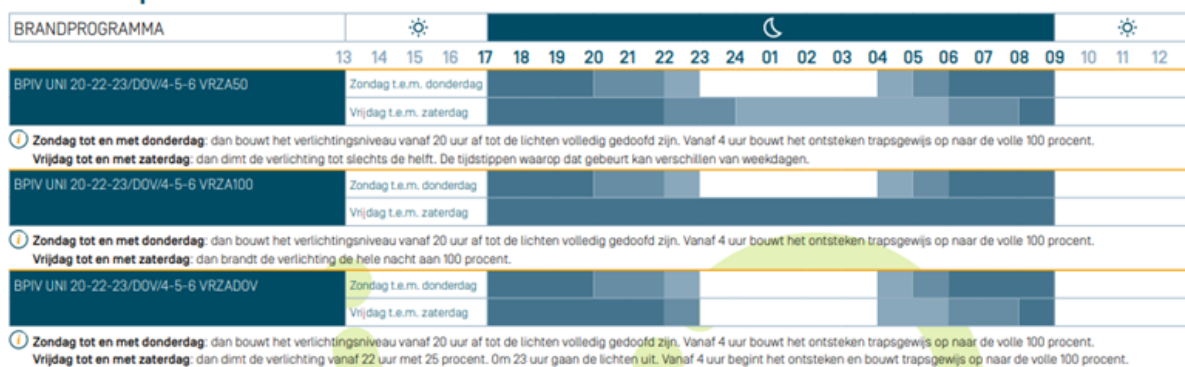 BRANDPROGRAMMA
13 14 15 16 17 18 19 20 21 22 23 24 01 02 03 04 05 06 07 08 09 10 11 12
BPIV UNI 20-22-23/DOV/4-5-6 VRZA50
Zondag t.e.m. donderdag
Vrijdag t.e.m. zaterdag
i Zondag tot en met donderdag: dan bouwt het verlichtingsniveau vanaf 20 uur af tot de lichten volledig gedoofd zijn. Vanaf 4 uur bouwt het ontsteken trapsgewijs op naar de volle 100 procent.
Vrijdag tot en met zaterdag: dan dimt de verlichting tot slechts de helft. De tijdstippen waarop dat gebeurt kan verschillen van weekdagen.
BPIV UNI 20-22-23/DOV/4-5-6 VRZA100
Zondag t.e.m. donderdag
Vrijdag t.e.m. zaterdag
i Zondag tot en met donderdag: dan bouwt het verlichtingsniveau vanaf 20 uur af tot de lichten volledig gedoofd zijn. Vanaf 4 uur bouwt het ontsteken trapsgewijs op naar de volle 100 procent.
Vrijdag tot en met zaterdag: dan brandt de verlichting de hele nacht aan 100 procent.
BPIV UNI 20-22-23/DOV/4-5-6 VRZADOV
Zondag t.e.m. donderdag
Vrijdag t.e.m. zaterdag
i Zondag tot en met donderdag: dan bouwt het verlichtingsniveau vanaf 20 uur af tot de lichten volledig gedoofd zijn. Vanaf 4 uur bouwt het ontsteken trapsgewijs op naar de volle 100 procent.
Vrijdag tot en met zaterdag: dan dimt de verlichting vanaf 22 uur met 25 procent. Om 23 uur gaan de lichten uit. Vanaf 4 uur begint het ontsteken en bouwt trapsgewijs op naar de volle 100 procent.